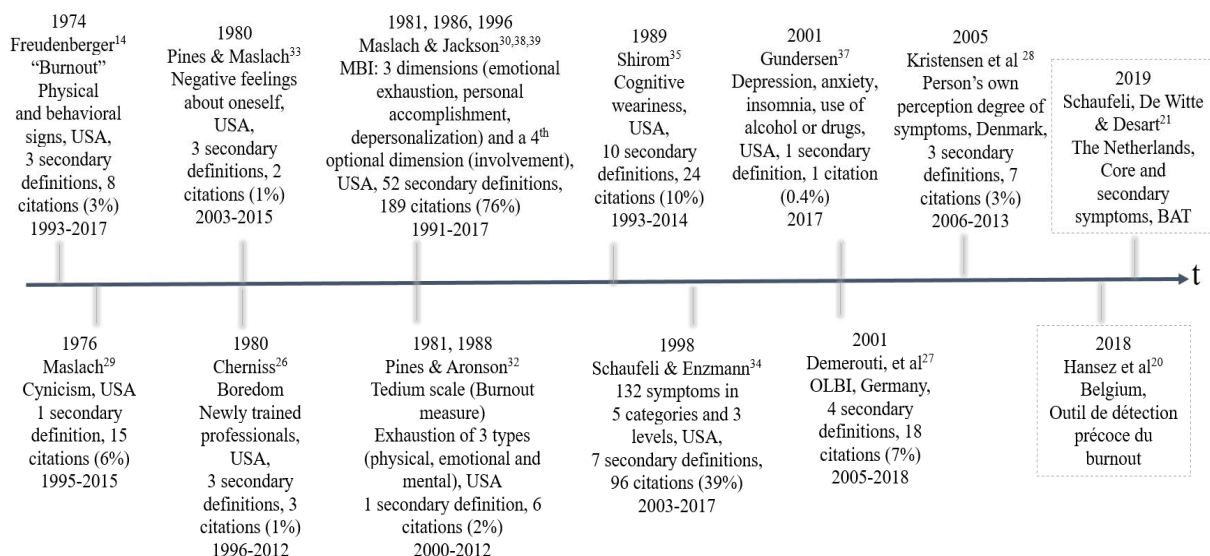 1974
Freudenberger14
“Burnout”
Physical
and behavioral
signs, USA,
3 secondary
definitions, 8
citations (3%)
1993-2017
1980
Pines & Maslach33
Negative feelings
about oneself,
USA,
3 secondary
definitions, 2
citations (1%)
2003-2015
1981, 1986, 1996
Maslach & Jackson30,38,39
MBI: 3 dimensions (emotional
exhaustion, personal
accomplishment,
depersonalization) and a 4th
optional dimension (involvement),
USA, 52 secondary definitions,
189 citations (76%)
1991-2017
1989
Shirom35
Cognitive
weariness,
USA,
10 secondary
definitions, 24
citations (10%)
1993-2014
2001
Gundersen37
Depression, anxiety,
insomnia, use of
alcohol or drugs,
USA, 1 secondary
definition, 1 citation
(0.4%)
2017
2005
Kristensen et al 28
Person’s own
perception degree of
symptoms, Denmark,
3 secondary
definitions, 7
citations (3%)
2006-2013
2019
Schaufeli, De Witte
& Desart21
The Netherlands,
Core and
secondary
symptoms, BAT
t
1976
Maslach29
Cynicism, USA
1 secondary
definition, 15
citations (6%)
1995-2015
1980
Cherniss26
Boredom
Newly trained
professionals,
USA,
3 secondary
definitions, 3
citations (1%)
1996-2012
1981, 1988
Pines & Aronson32
Tedium scale (Burnout
measure)
Exhaustion of 3 types
(physical, emotional and
mental), USA
1 secondary definition, 6
citations (2%)
2000-2012
1998
Schaufeli & Enzmann34
132 symptoms in
5 categories and 3
levels, USA,
7 secondary definitions,
96 citations (39%)
2003-2017
2001
Demerouti, et al27
OLBI, Germany,
4 secondary
definitions, 18
citations (7%)
2005-2018
2018
Hansez et al20
Belgium,
Outil de détection
précoce du
burnout